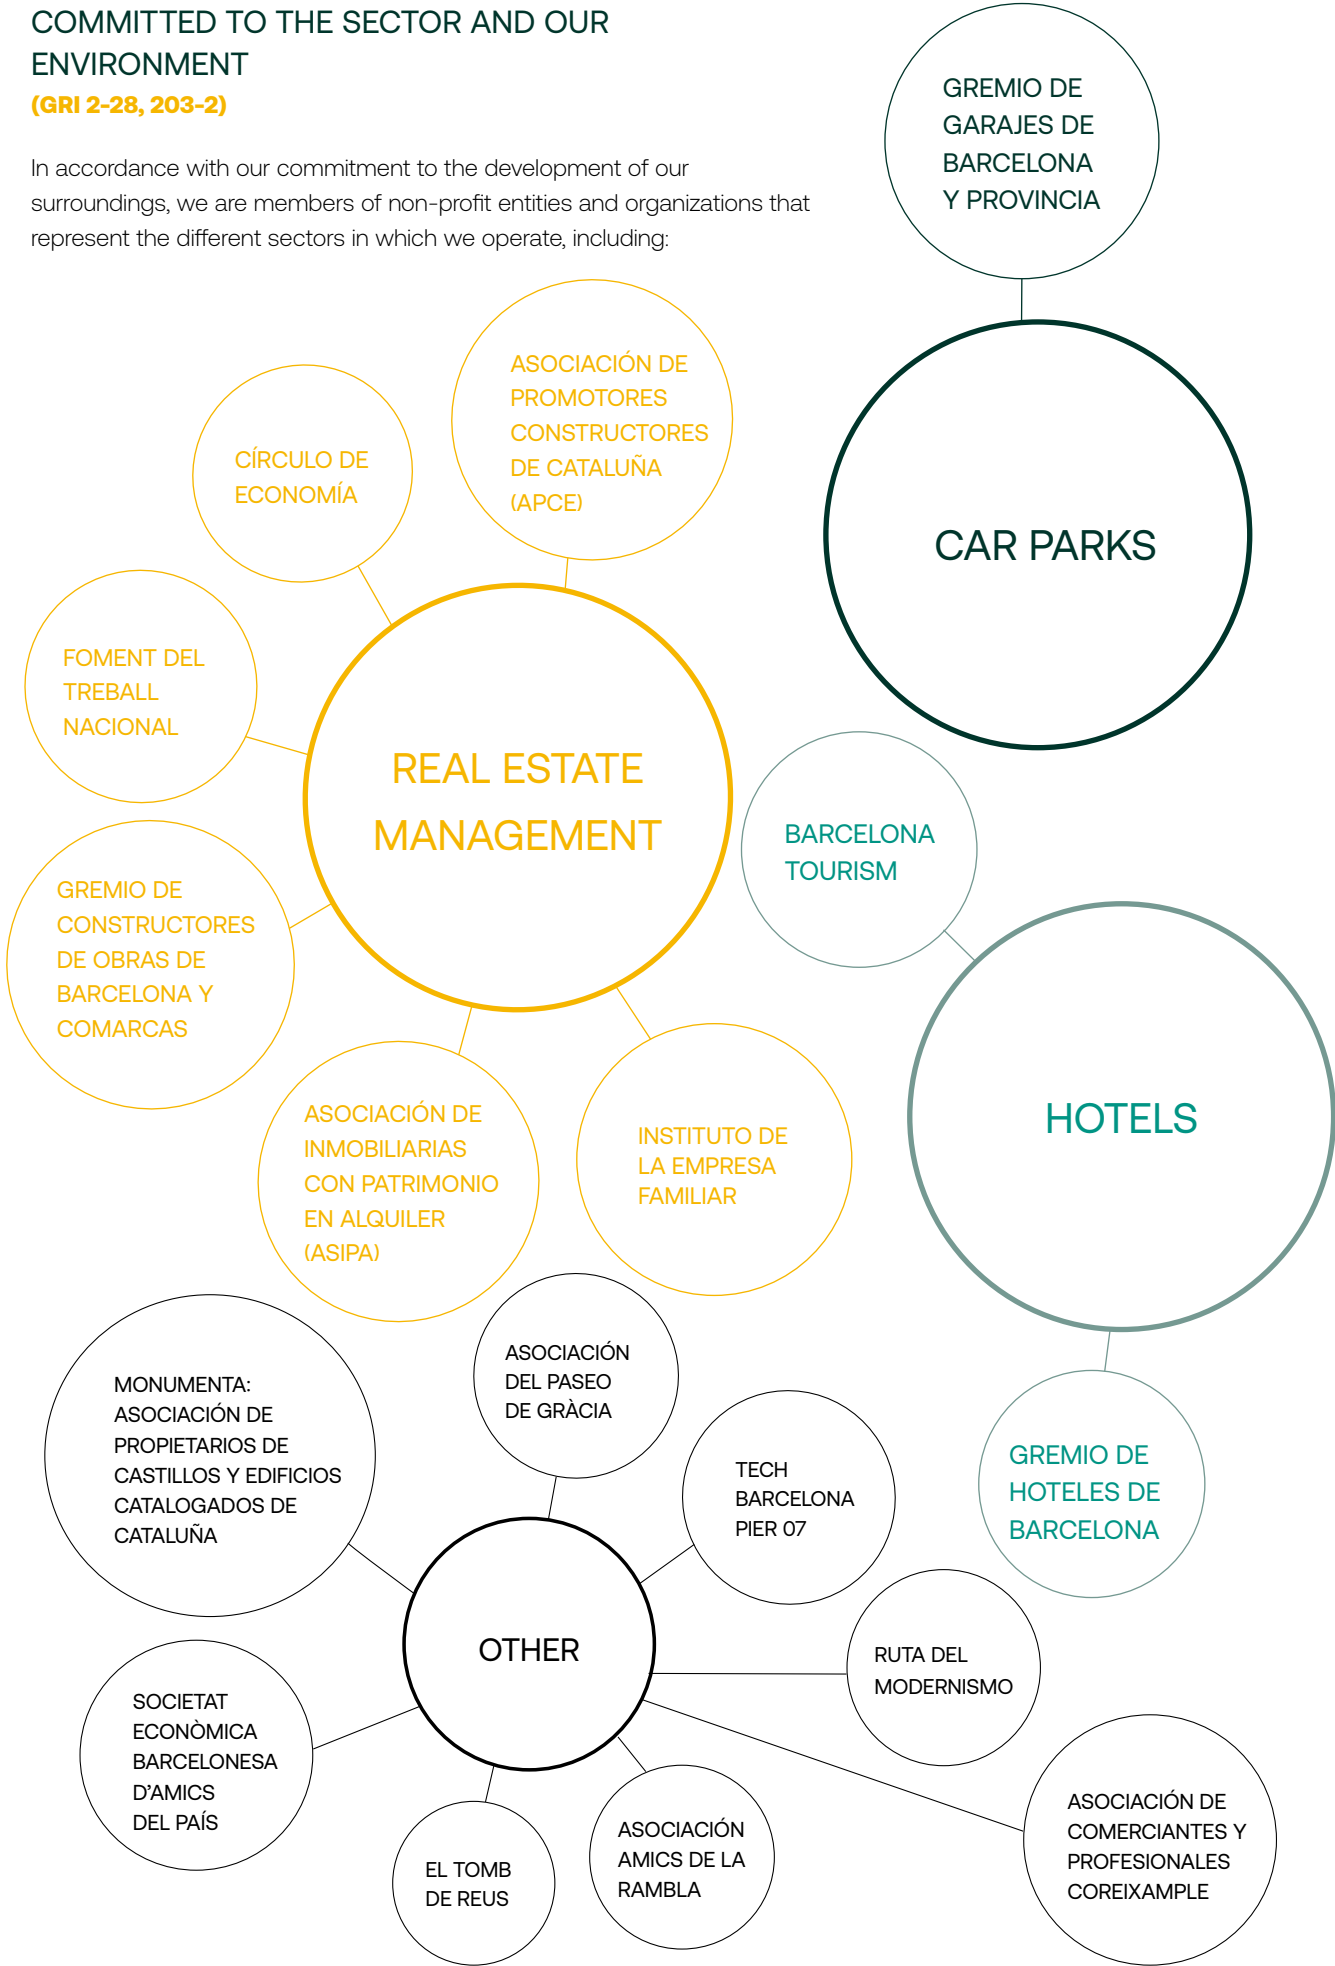 COMMITTED TO THE SECTOR AND OUR
ENVIRONMENT
(GRI 2-28, 203-2)
In accordance with our commitment to the development of our
surroundings, we are members of non-profit entities and organizations that
represent the different sectors in which we operate, including:
GREMIO DE
GARAJES DE
BARCELONA
Y PROVINCIA
CAR PARKS
ASOCIACIÓN DE
PROMOTORES
CONSTRUCTORES
DE CATALUÑA
(APCE)
CÍRCULO DE
ECONOMÍA
FOMENT DEL
TREBALL
NACIONAL
REAL ESTATE
MANAGEMENT
GREMIO DE
CONSTRUCTORES
DE OBRAS DE
BARCELONA Y
COMARCAS
ASOCIACIÓN DE
INMOBILIARIAS
CON PATRIMONIO
EN ALQUILER
(ASIPA)
INSTITUTO DE
LA EMPRESA
FAMILIAR
BARCELONA
TOURISM
HOTELS
GREMIO DE
HOTELES DE
BARCELONA
MONUMENTA:
ASOCIACIÓN DE
PROPIETARIOS DE
CASTILLOS Y EDIFICIOS
CATALOGADOS DE
CATALUÑA
ASOCIACIÓN
DEL PASEO
DE GRÀCIA
TECH
BARCELONA
PIER 07
OTHER
RUTA DEL
MODERNISMO
SOCIETAT
ECONÒMICA
BARCELONESA
D’AMICS
DEL PAÍS
EL TOMB
DE REUS
ASOCIACIÓN
AMICS DE LA
RAMBLA
ASOCIACIÓN DE
COMERCIANTES Y
PROFESIONALES
COREIXAMPLE